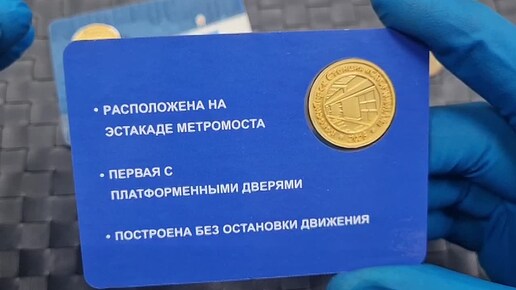 • РАСПОЛОЖЕНА НА
ЭСТАКАДЕ МЕТРОМОСТА
• ПЕРВАЯ С
ПЛАТФОРМЕННЫМИ ДВЕРЯМИ
• ПОСТРОЕНА БЕЗ ОСТАНОВКИ ДВИЖЕНИЯ